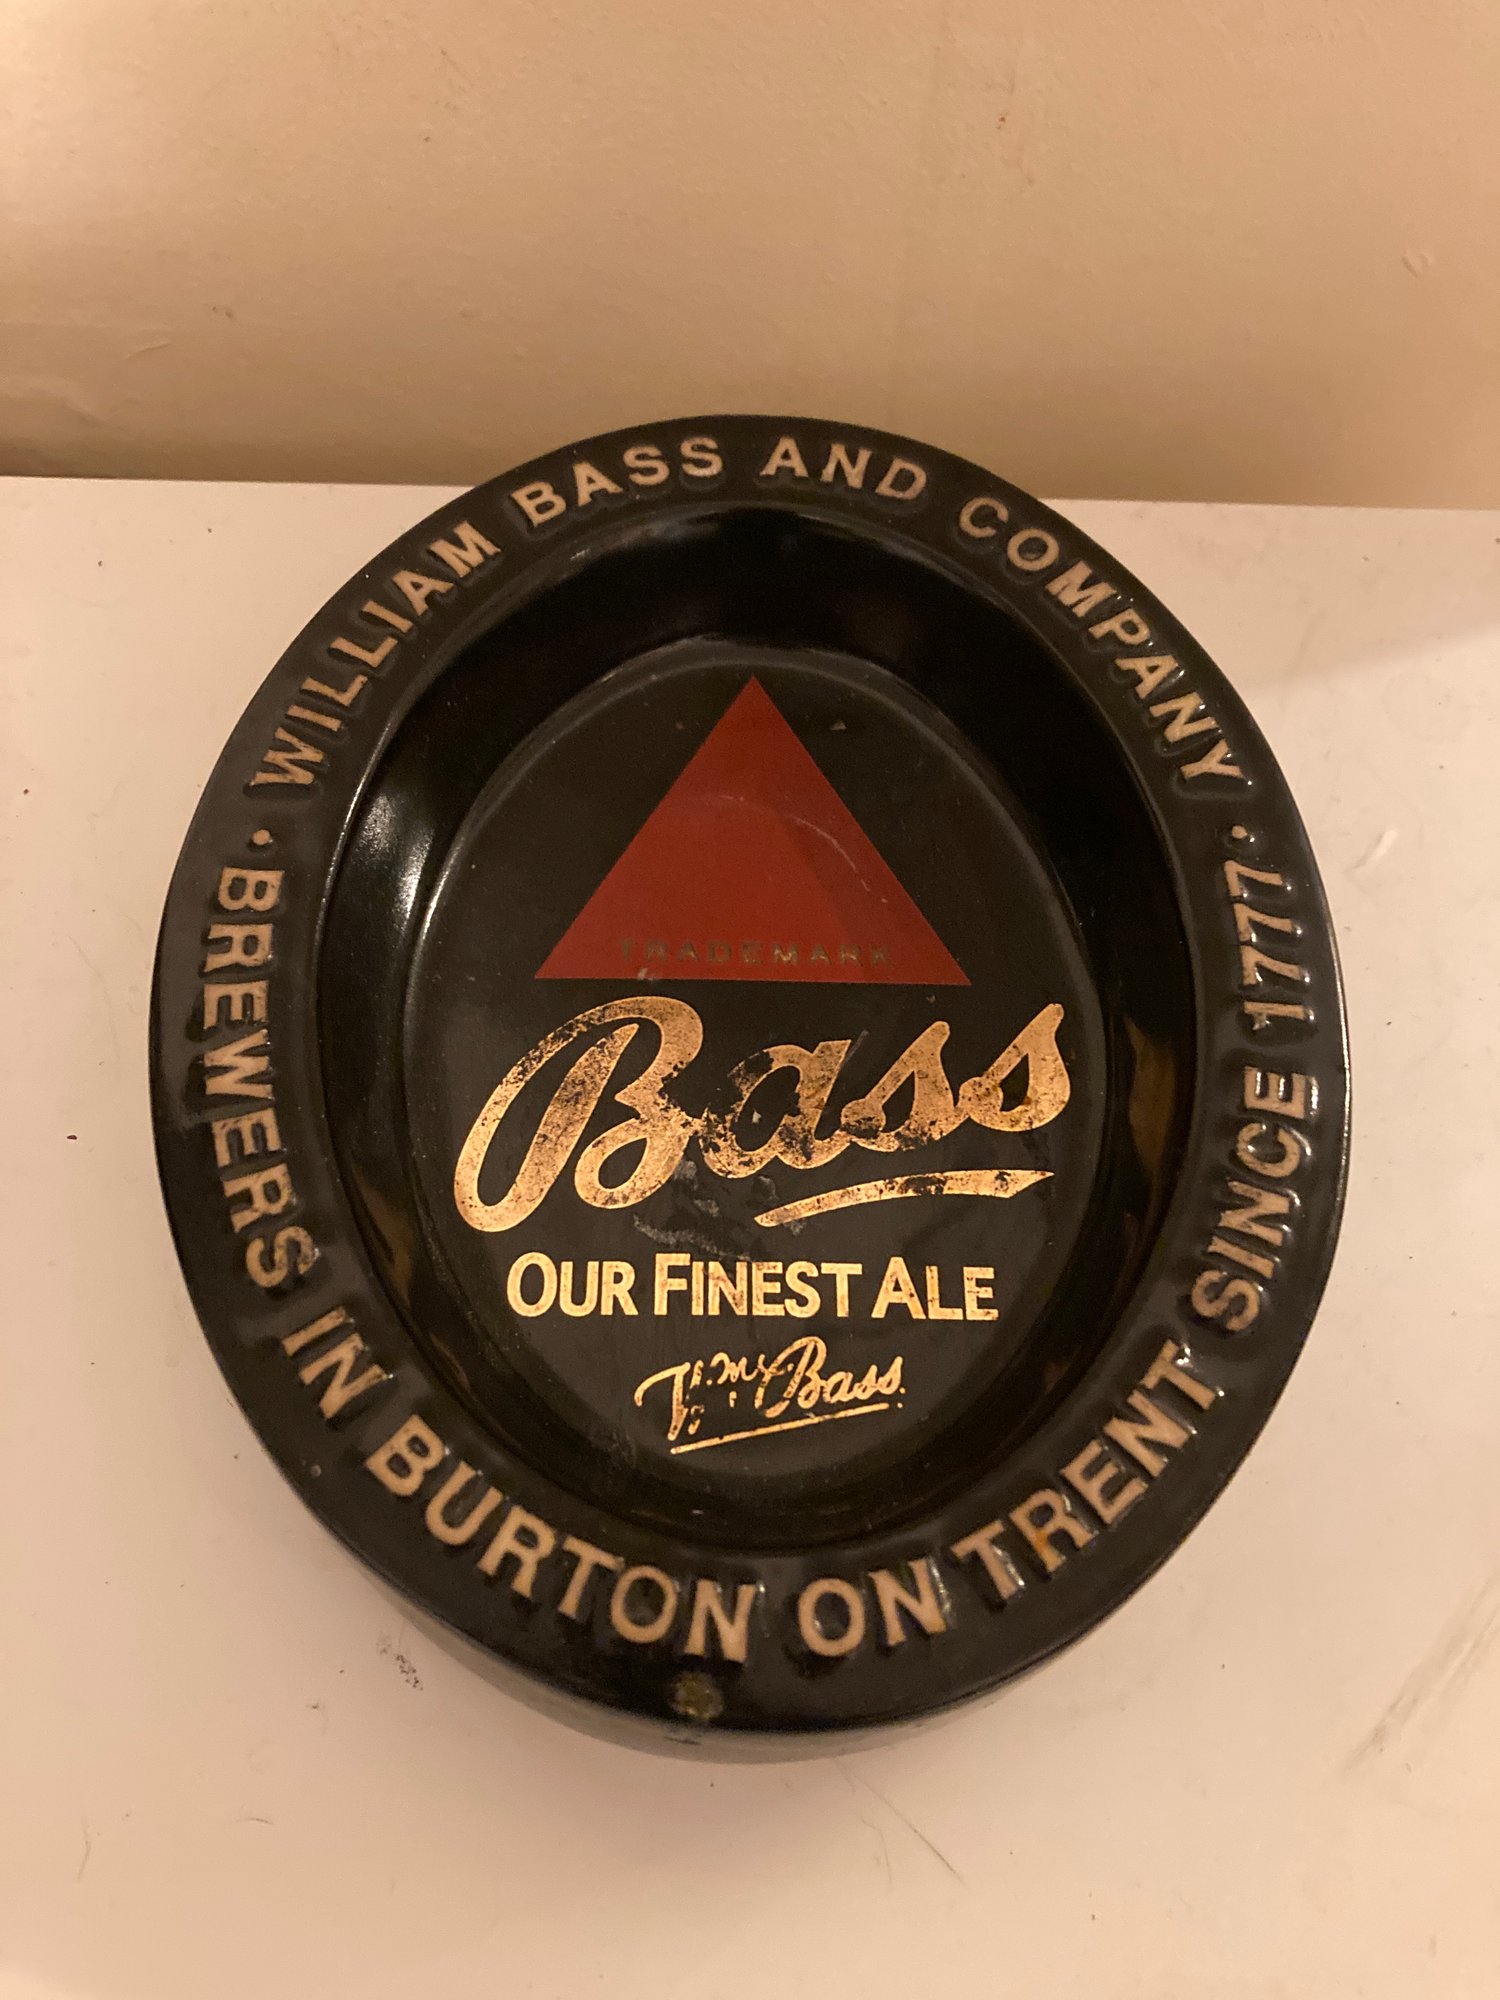 WILLIAM BASS AND COMPANY
• BREWERS IN BURTON ON TRENT SINCE 1777 •
TRADEMARK
Bass
OUR FINEST ALE
Wm. Bass.